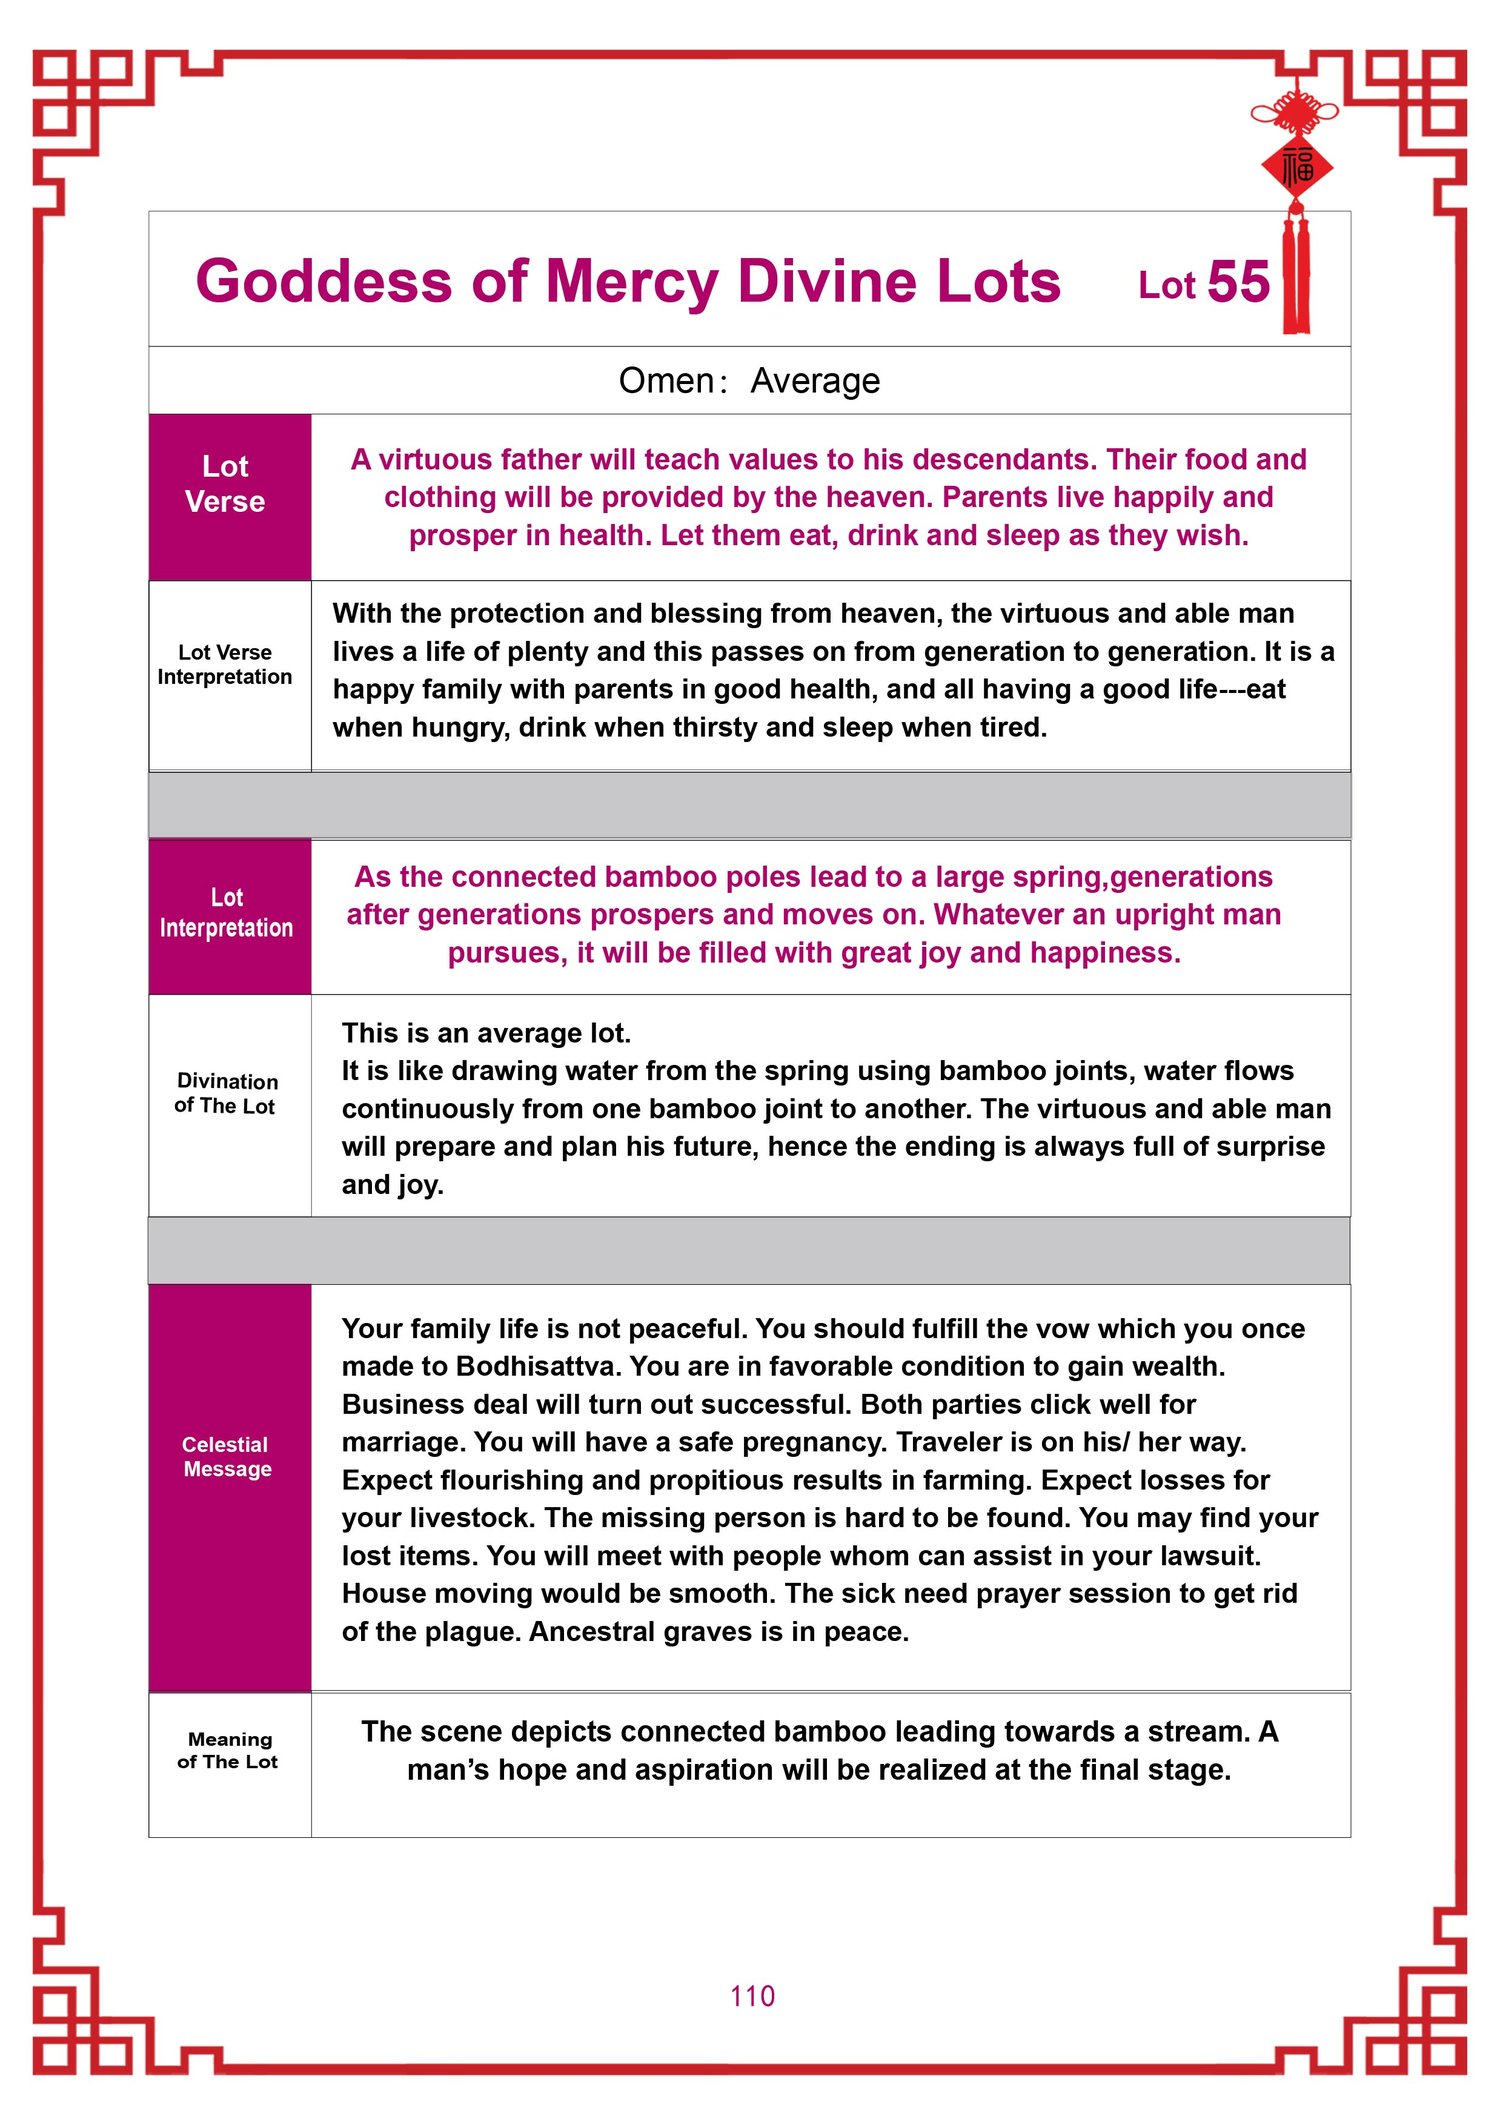 福
Goddess of Mercy Divine Lots Lot 55
Omen： Average
Lot
Verse
A virtuous father will teach values to his descendants. Their food and
clothing will be provided by the heaven. Parents live happily and
prosper in health. Let them eat, drink and sleep as they wish.
Lot Verse
Interpretation
With the protection and blessing from heaven, the virtuous and able man
lives a life of plenty and this passes on from generation to generation. It is a
happy family with parents in good health, and all having a good life---eat
when hungry, drink when thirsty and sleep when tired.
Lot
Interpretation
As the connected bamboo poles lead to a large spring,generations
after generations prospers and moves on. Whatever an upright man
pursues, it will be filled with great joy and happiness.
Divination
of The Lot
This is an average lot.
It is like drawing water from the spring using bamboo joints, water flows
continuously from one bamboo joint to another. The virtuous and able man
will prepare and plan his future, hence the ending is always full of surprise
and joy.
Celestial
Message
Your family life is not peaceful. You should fulfill the vow which you once
made to Bodhisattva. You are in favorable condition to gain wealth.
Business deal will turn out successful. Both parties click well for
marriage. You will have a safe pregnancy. Traveler is on his/ her way.
Expect flourishing and propitious results in farming. Expect losses for
your livestock. The missing person is hard to be found. You may find your
lost items. You will meet with people whom can assist in your lawsuit.
House moving would be smooth. The sick need prayer session to get rid
of the plague. Ancestral graves is in peace.
Meaning
of The Lot
The scene depicts connected bamboo leading towards a stream. A
man’s hope and aspiration will be realized at the final stage.
110